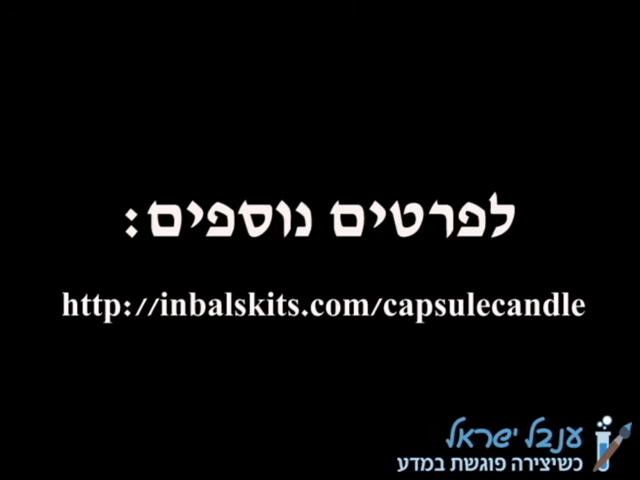 לפרטים נוספים:
http://inbalskits.com/capsulecandle
ענבל ישראל
כשיצירה פוגשת במדע